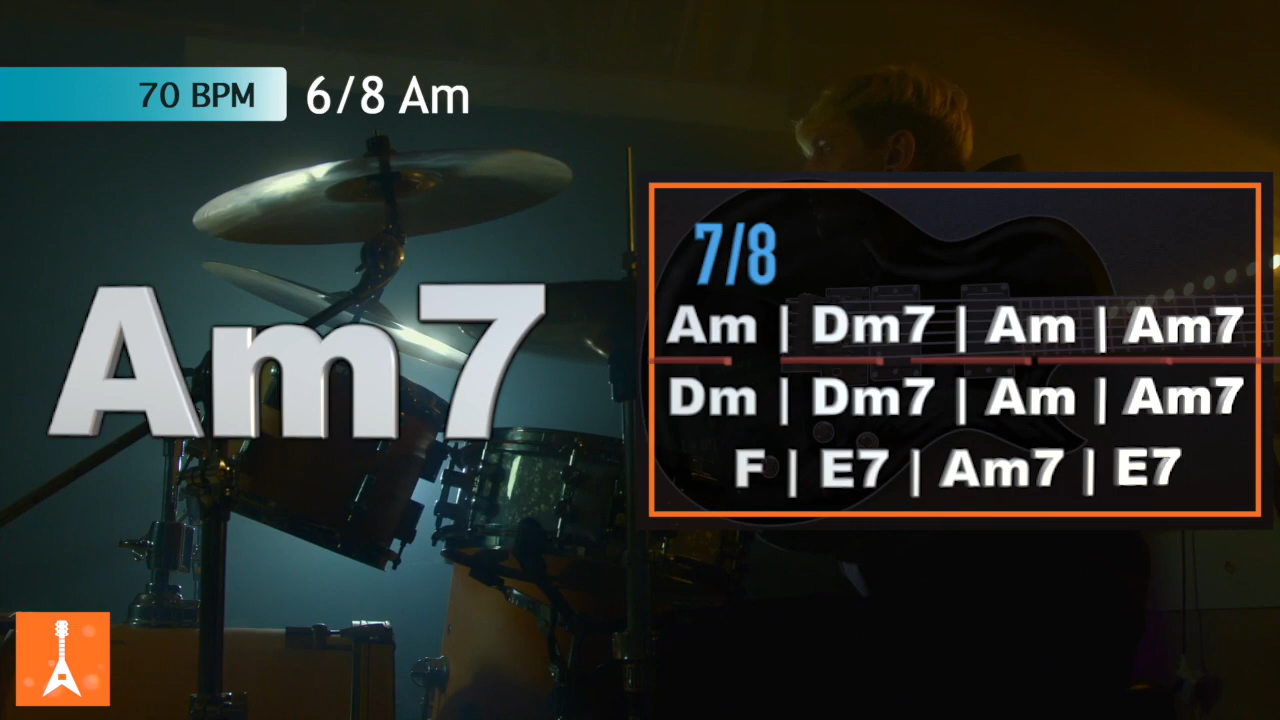 70 BPM 6/8 Am
Am7
7/8
Am | Dm7 | Am | Am7
Dm | Dm7 | Am | Am7
F | E7 | Am7 | E7